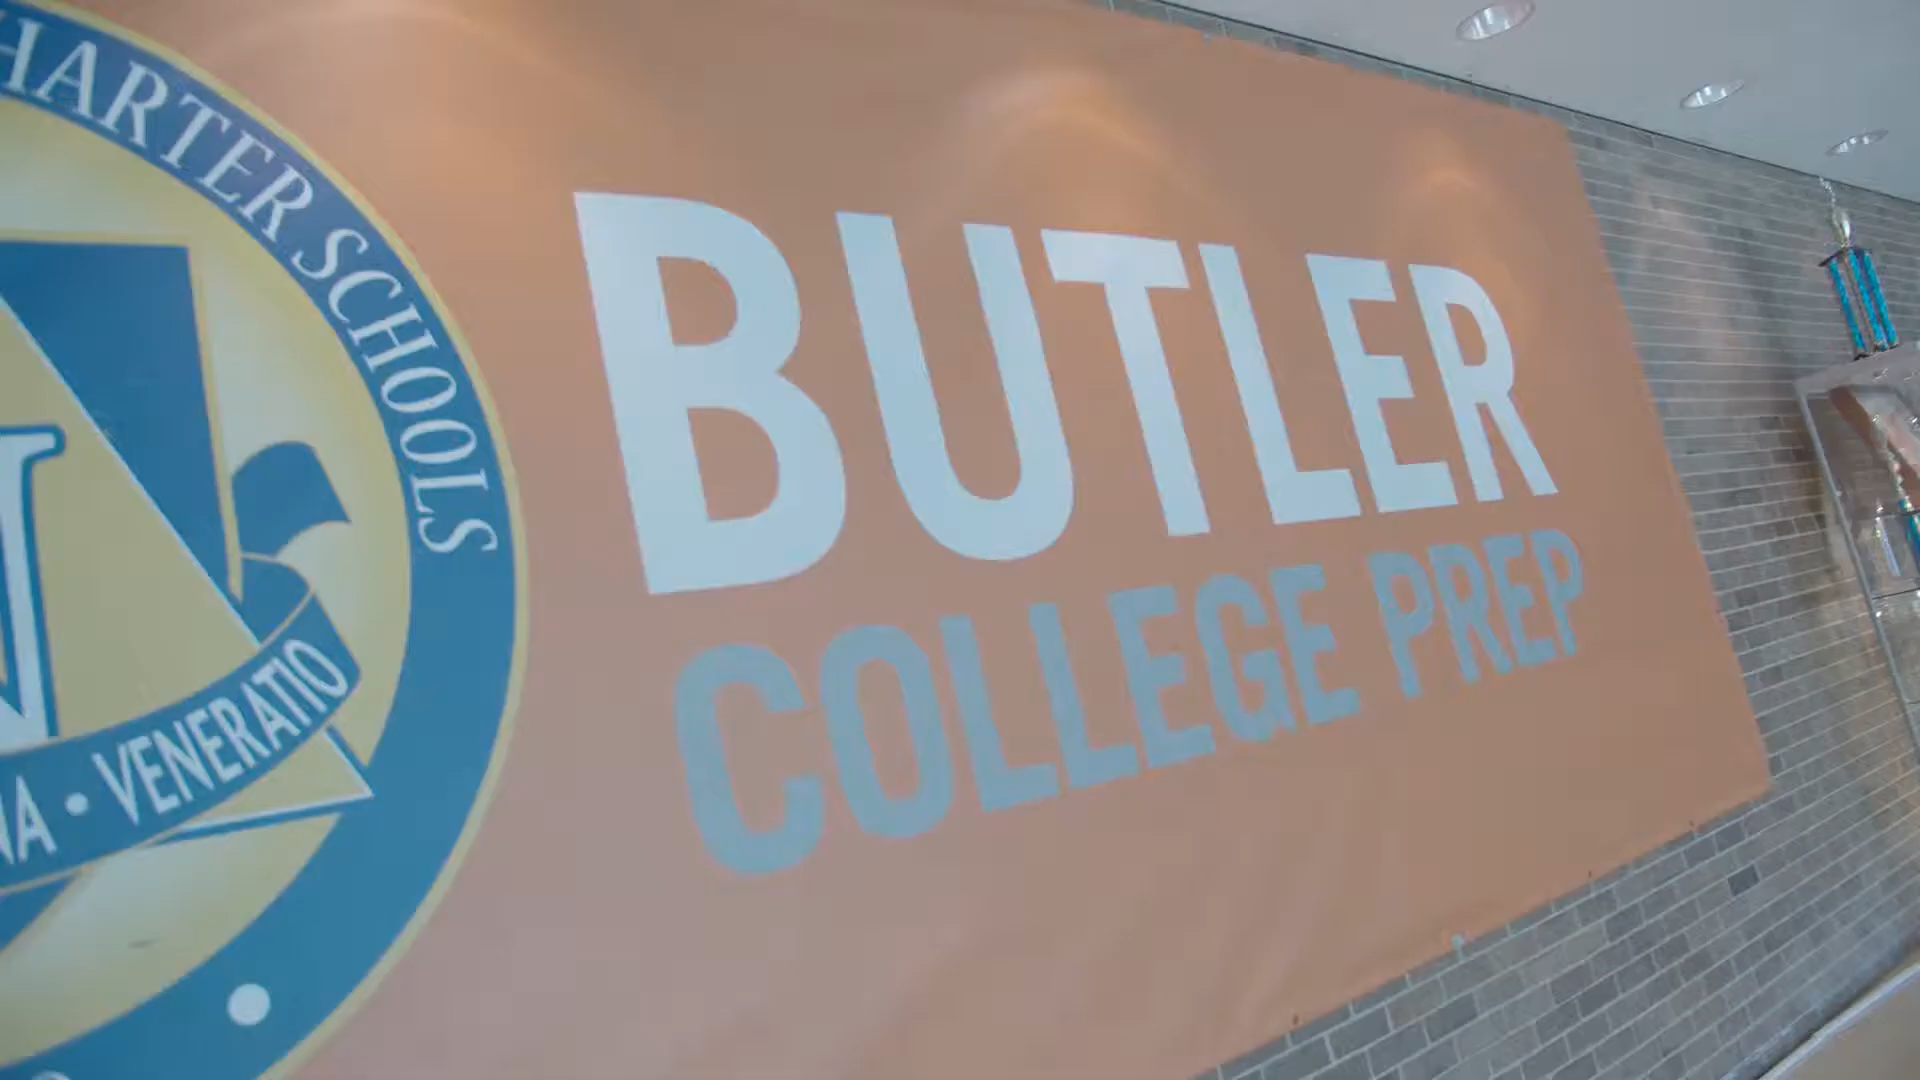 HARTER SCHOOLS
NA • VENERATIO
BUTLER
COLLEGE PREP